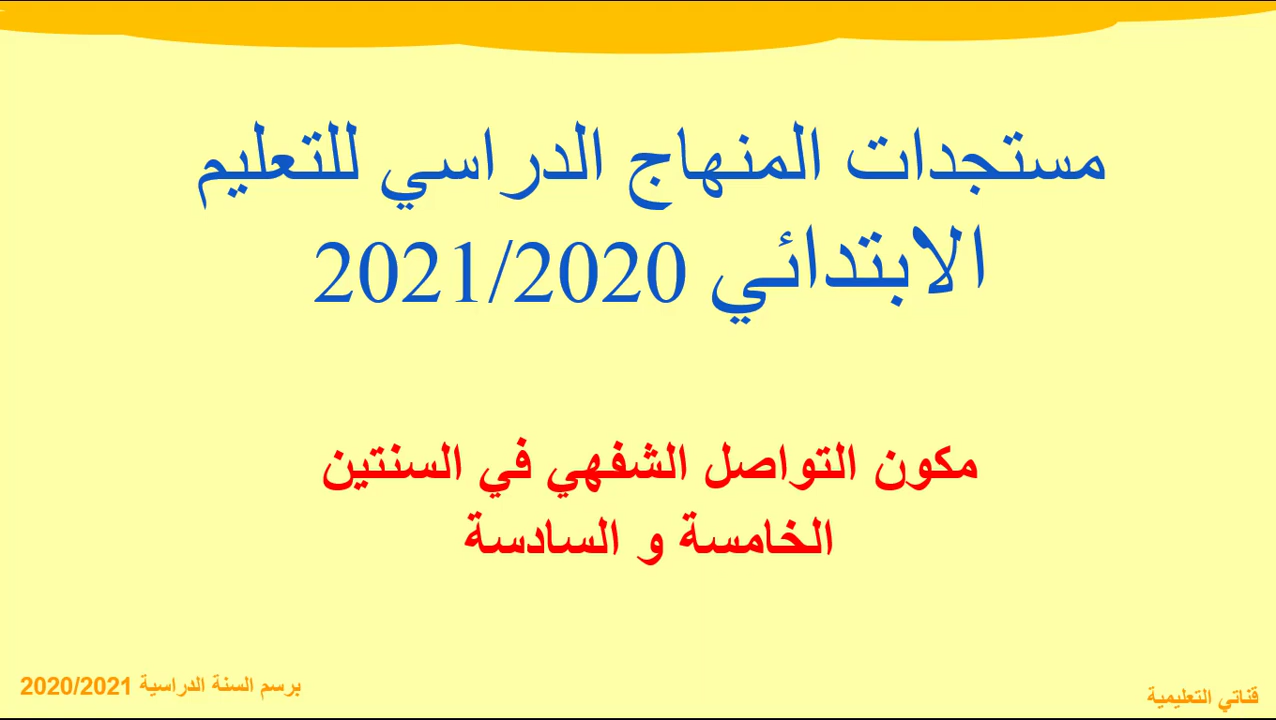 مستجدات المنهاج الدراسي للتعليم
الابتدائي 2021/2020
مكون التواصل الشفهي في السنتين
الخامسة و السادسة
قناتي التعليمية
برسم السنة الدراسية 2020/2021